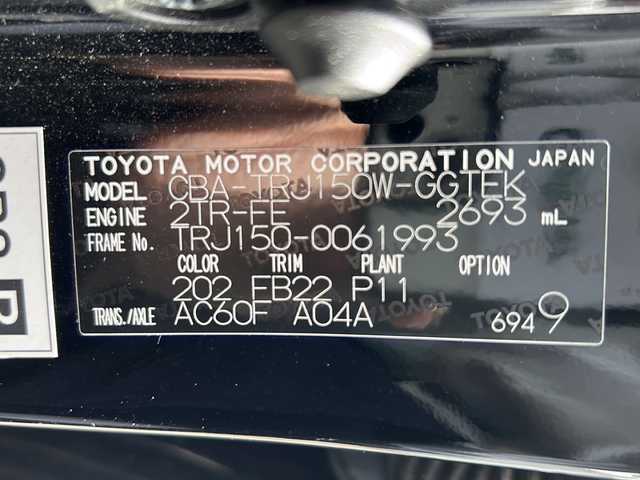 TOYOTA MOTOR CORPORATION JAPAN
MODEL CBA-TRJ150W-GGTEK
ENGINE 2TR-FE 2693 mL
FRAME No. TRJ150-0061993
COLOR TRIM PLANT OPTION
202 FB22 P11
TRANS./AXLE AC60F A04A 6949